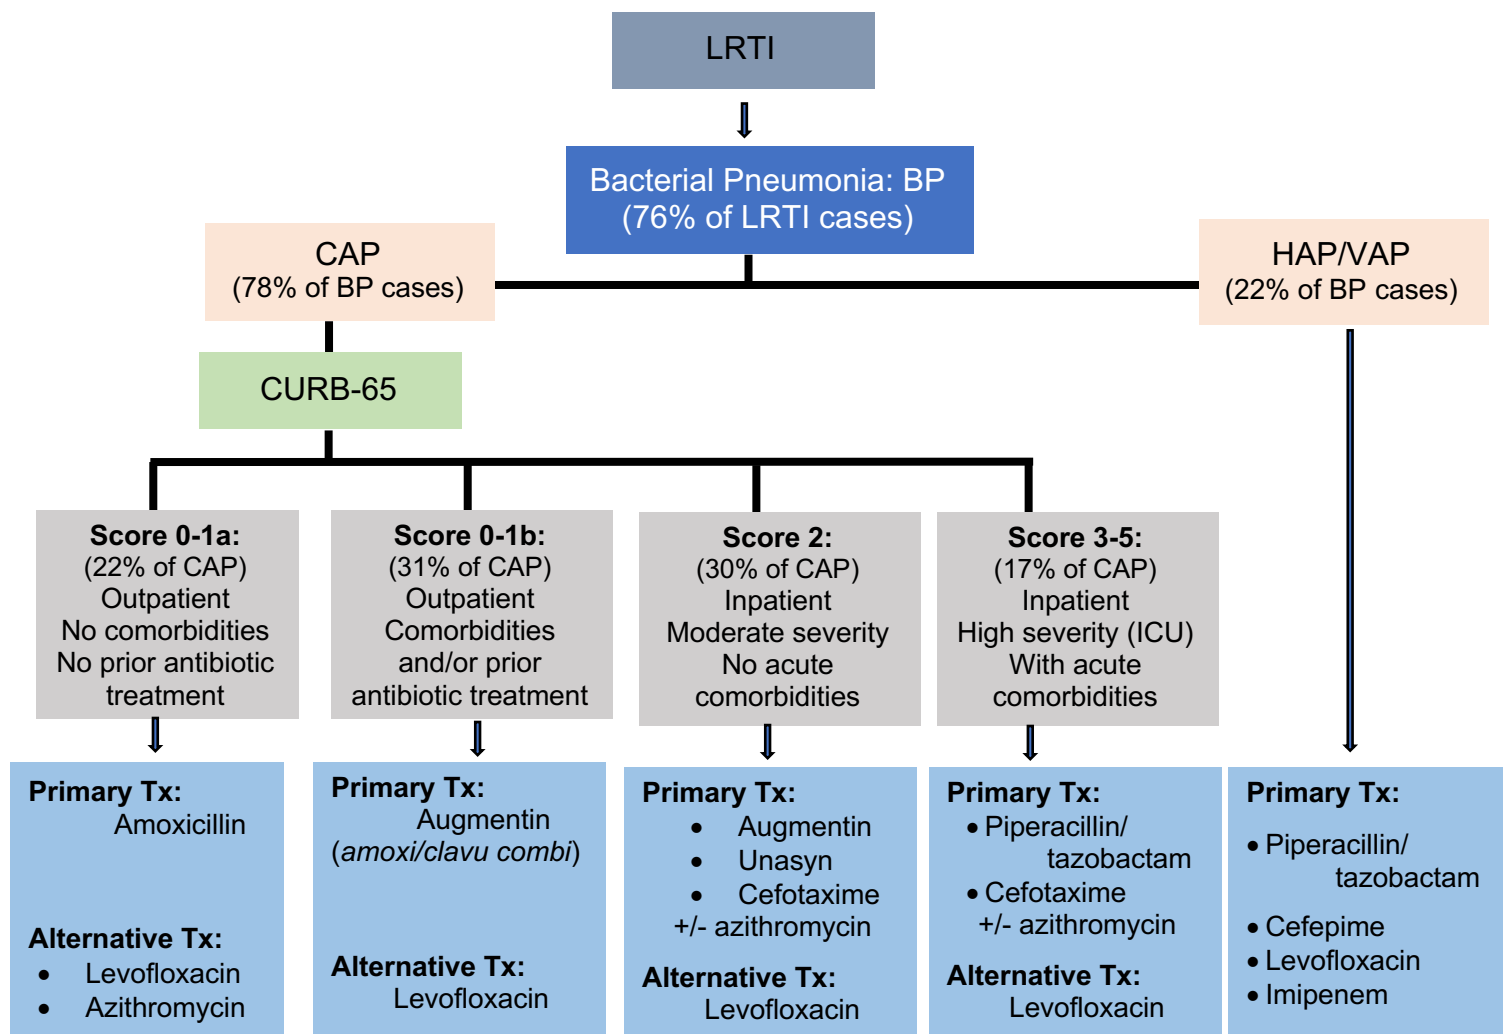 LRTI
Bacterial Pneumonia: BP
(76% of LRTI cases)
CAP
(78% of BP cases)
HAP/VAP
(22% of BP cases)
CURB-65
Score 0-1a:
(22% of CAP)
Outpatient
No comorbidities
No prior antibiotic
treatment
Score 0-1b:
(31% of CAP)
Outpatient
Comorbidities
and/or prior
antibiotic treatment
Score 2:
(30% of CAP)
Inpatient
Moderate severity
No acute
comorbidities
Score 3-5:
(17% of CAP)
Inpatient
High severity (ICU)
With acute
comorbidities
Primary Tx:
Amoxicillin
Alternative Tx:
• Levofloxacin
• Azithromycin
Primary Tx:
Augmentin
(amoxi/clavu combi)
Alternative Tx:
Levofloxacin
Primary Tx:
• Augmentin
• Unasyn
• Cefotaxime
+/- azithromycin
Alternative Tx:
Levofloxacin
Primary Tx:
• Piperacillin/
tazobactam
• Cefotaxime
+/- azithromycin
Alternative Tx:
Levofloxacin
Primary Tx:
• Piperacillin/
tazobactam
• Cefepime
• Levofloxacin
• Imipenem